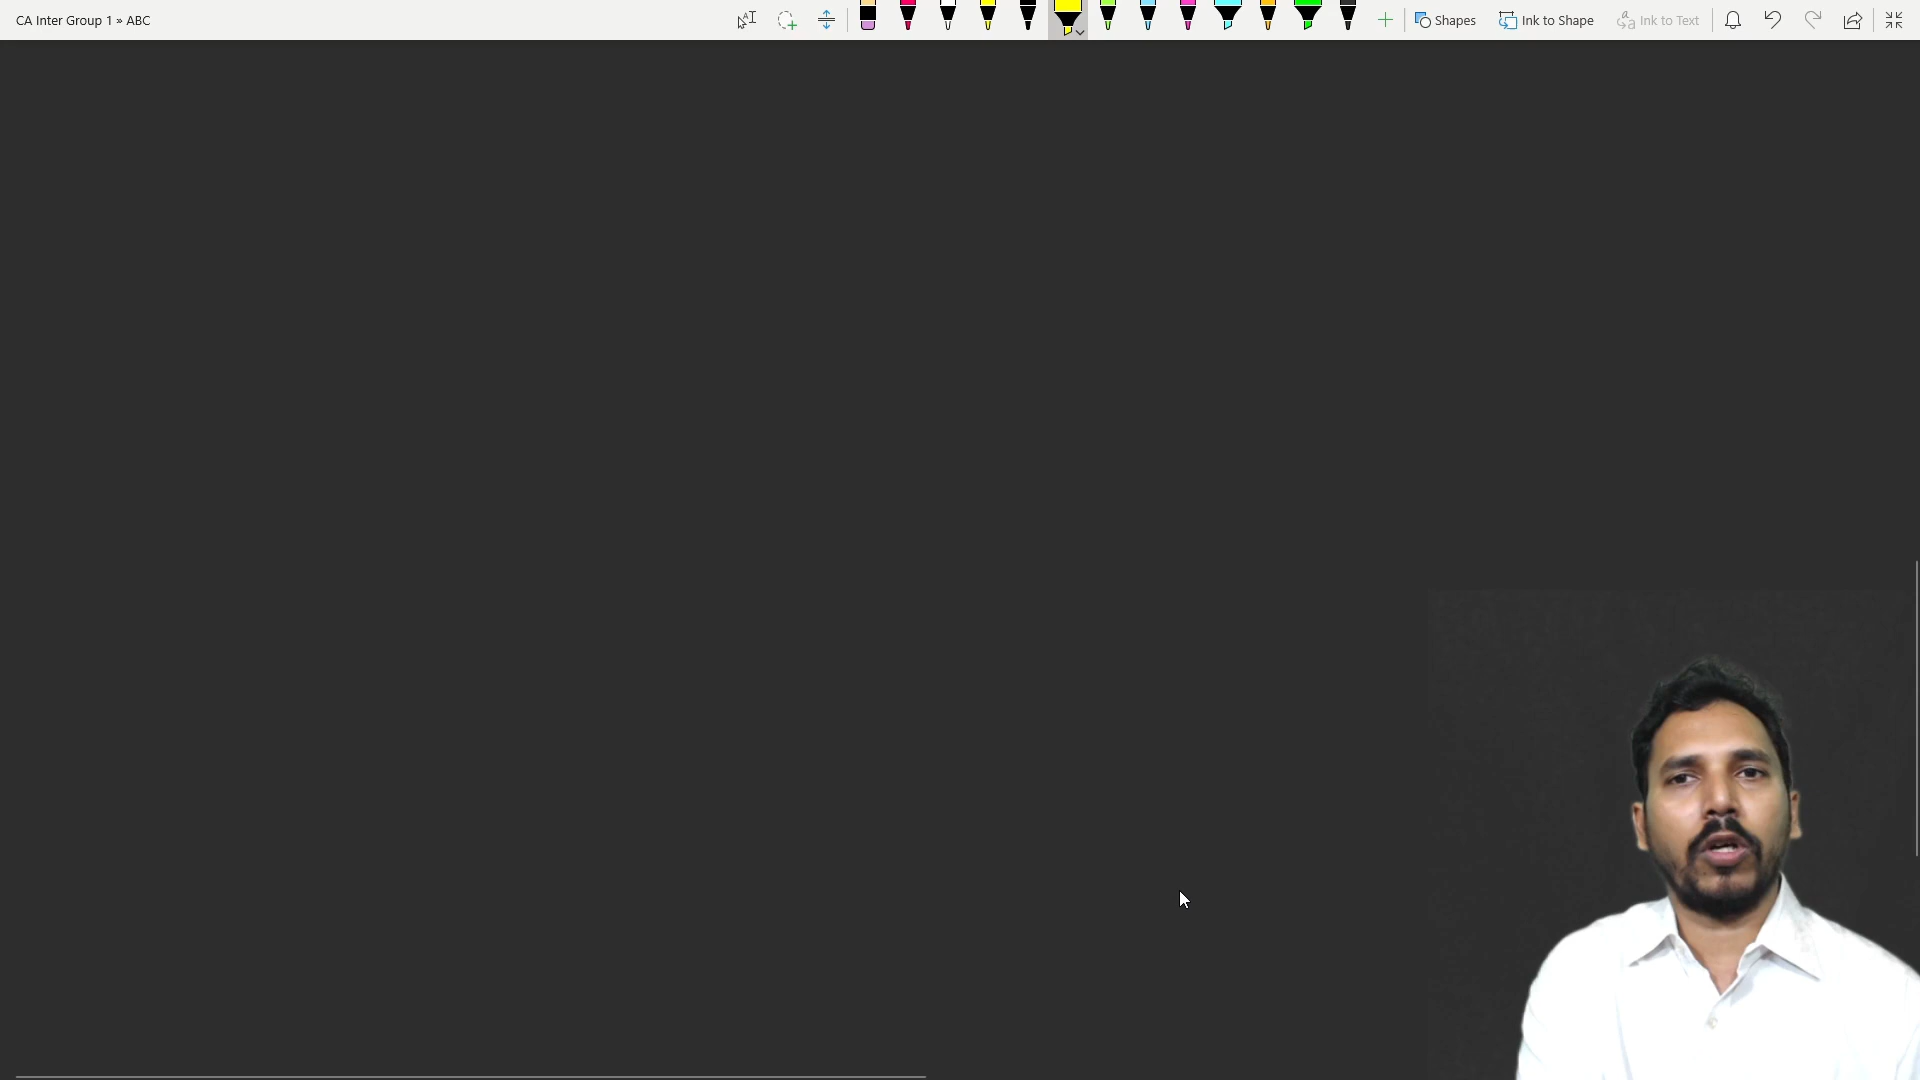 CA Inter Group 1 » ABC
Shapes
Ink to Shape
Ink to Text